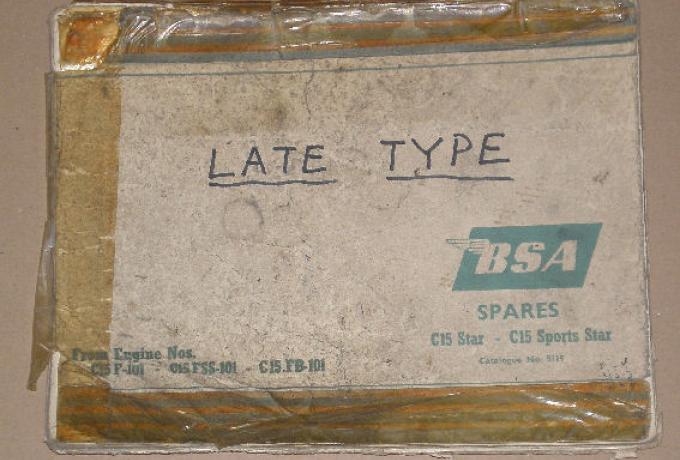 LATE TYPE
BSA
SPARES
C15 Star - C15 Sports Star
Catalogue No.
From Engine Nos.
C15 F-101 - C15.FSS-101 - C15.FB-101